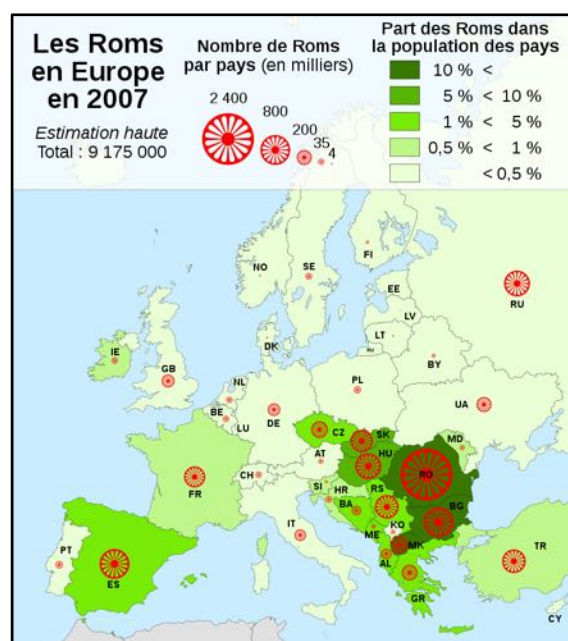 Les Roms
en Europe
en 2007
Estimation haute
Total : 9 175 000
Nombre de Roms
par pays (en milliers)
2 400
800
200
35
4
Part des Roms dans
la population des pays
10 % <
5 % < 10 %
1 % < 5 %
0,5 % < 1 %
< 0,5 %
FI
NO
SE
EE
RU
LV
LT
RU
DK
IE
GB
NL
BE
LU
DE
PL
BY
UA
CZ
SK
AT
HU
MD
CH
FR
SI
HR
RO
BA
RS
BG
IT
ME
KO
MK
AL
PT
ES
GR
TR
CY